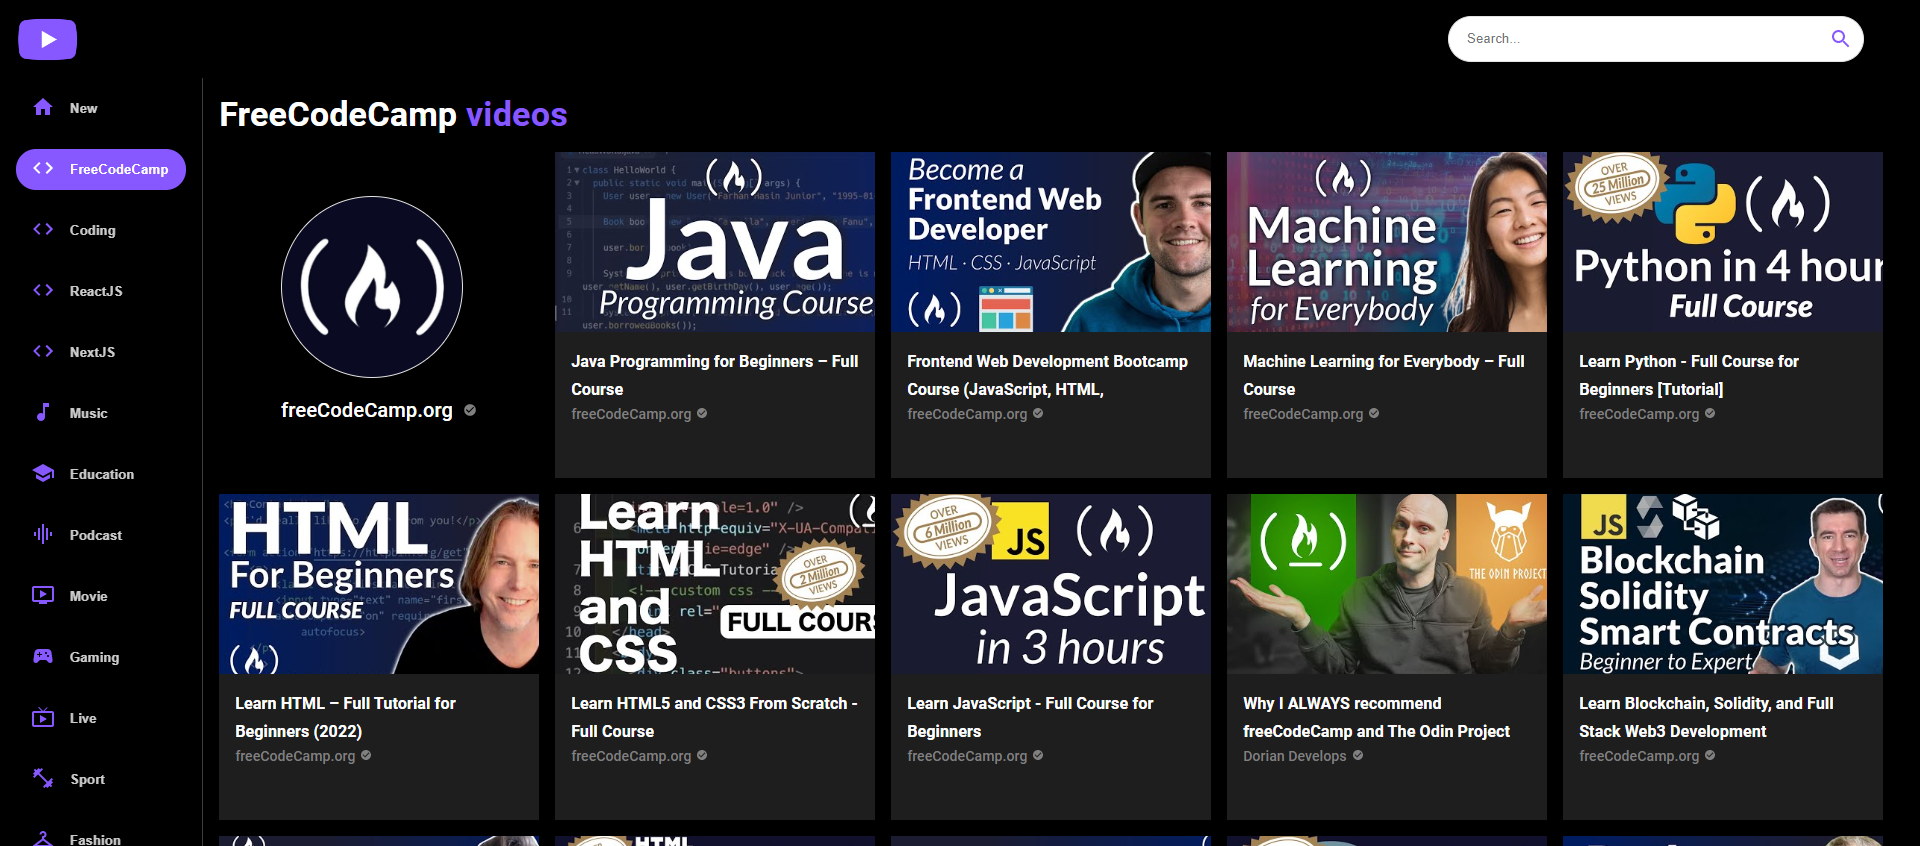 Search...
New
FreeCodeCamp
Coding
ReactJS
NextJS
Music
Education
Podcast
Movie
Gaming
Live
Sport
Fashion
FreeCodeCamp videos
freeCodeCamp.org
class HelloWorld {
public static void
args) {
Java
Programming Course
Java Programming for Beginners – Full
Course
freeCodeCamp.org
Become a
Frontend Web
Developer
HTML · CSS · JavaScript
Frontend Web Development Bootcamp
Course (JavaScript, HTML,
freeCodeCamp.org
Machine
Learning
for Everybody
Machine Learning for Everybody – Full
Course
freeCodeCamp.org
OVER
25 Million
VIEWS
Python in 4 hour
Full Course
Learn Python - Full Course for
Beginners [Tutorial]
freeCodeCamp.org
HTML
For Beginners
FULL COURSE
autofocus>
Learn HTML – Full Tutorial for
Beginners (2022)
freeCodeCamp.org
Learn
HTML
and
CSS
OVER
2 Million
VIEWS
FULL COUR
Learn HTML5 and CSS3 From Scratch -
Full Course
freeCodeCamp.org
OVER
6 Million
VIEWS
JS
JavaScript
in 3 hours
Learn JavaScript - Full Course for
Beginners
freeCodeCamp.org
THE ODIN PROJECT
Why I ALWAYS recommend
freeCodeCamp and The Odin Project
Dorian Develops
JS
Blockchain
Solidity
Smart Contracts
Beginner to Expert
Learn Blockchain, Solidity, and Full
Stack Web3 Development
freeCodeCamp.org